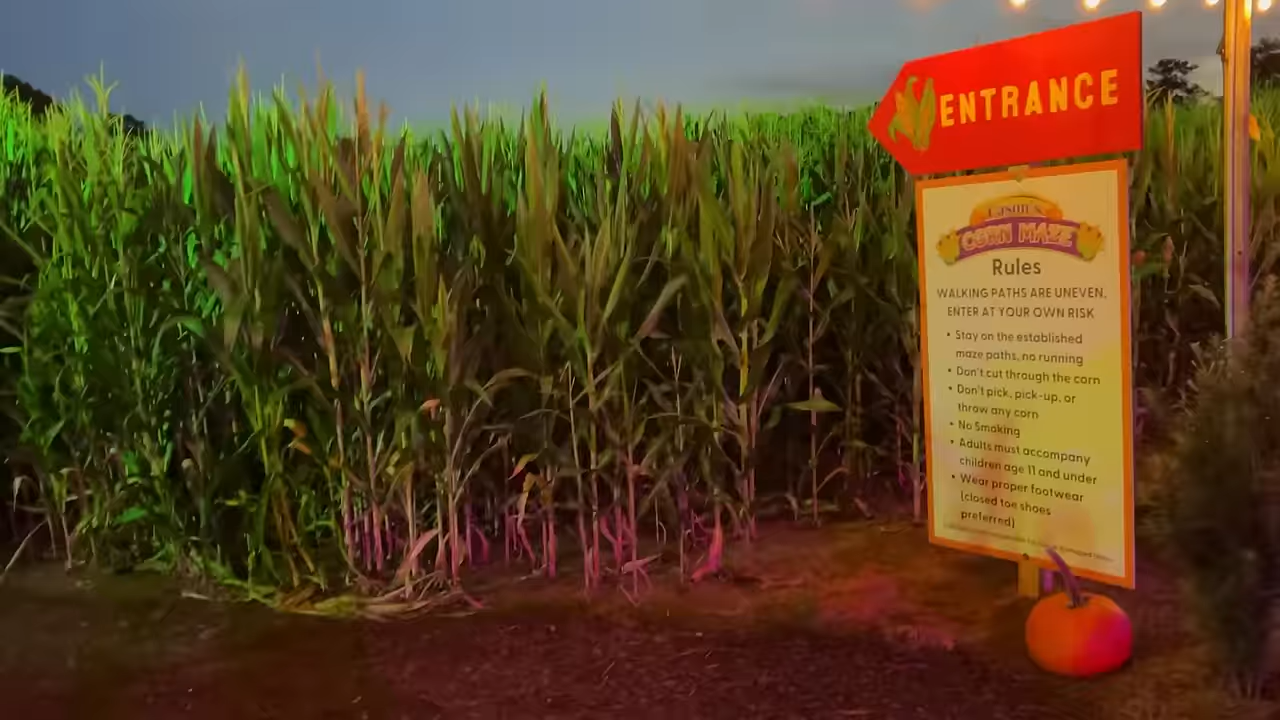 ENTRANCE
CORN MAZE
Rules
WALKING PATHS ARE UNEVEN,
ENTER AT YOUR OWN RISK
• Stay on the established
maze paths, no running
• Don't cut through the corn
• Don't pick, pick-up, or
throw any corn
• No Smoking
• Adults must accompany
children age 11 and under
• Wear proper footwear
(closed toe shoes
preferred)